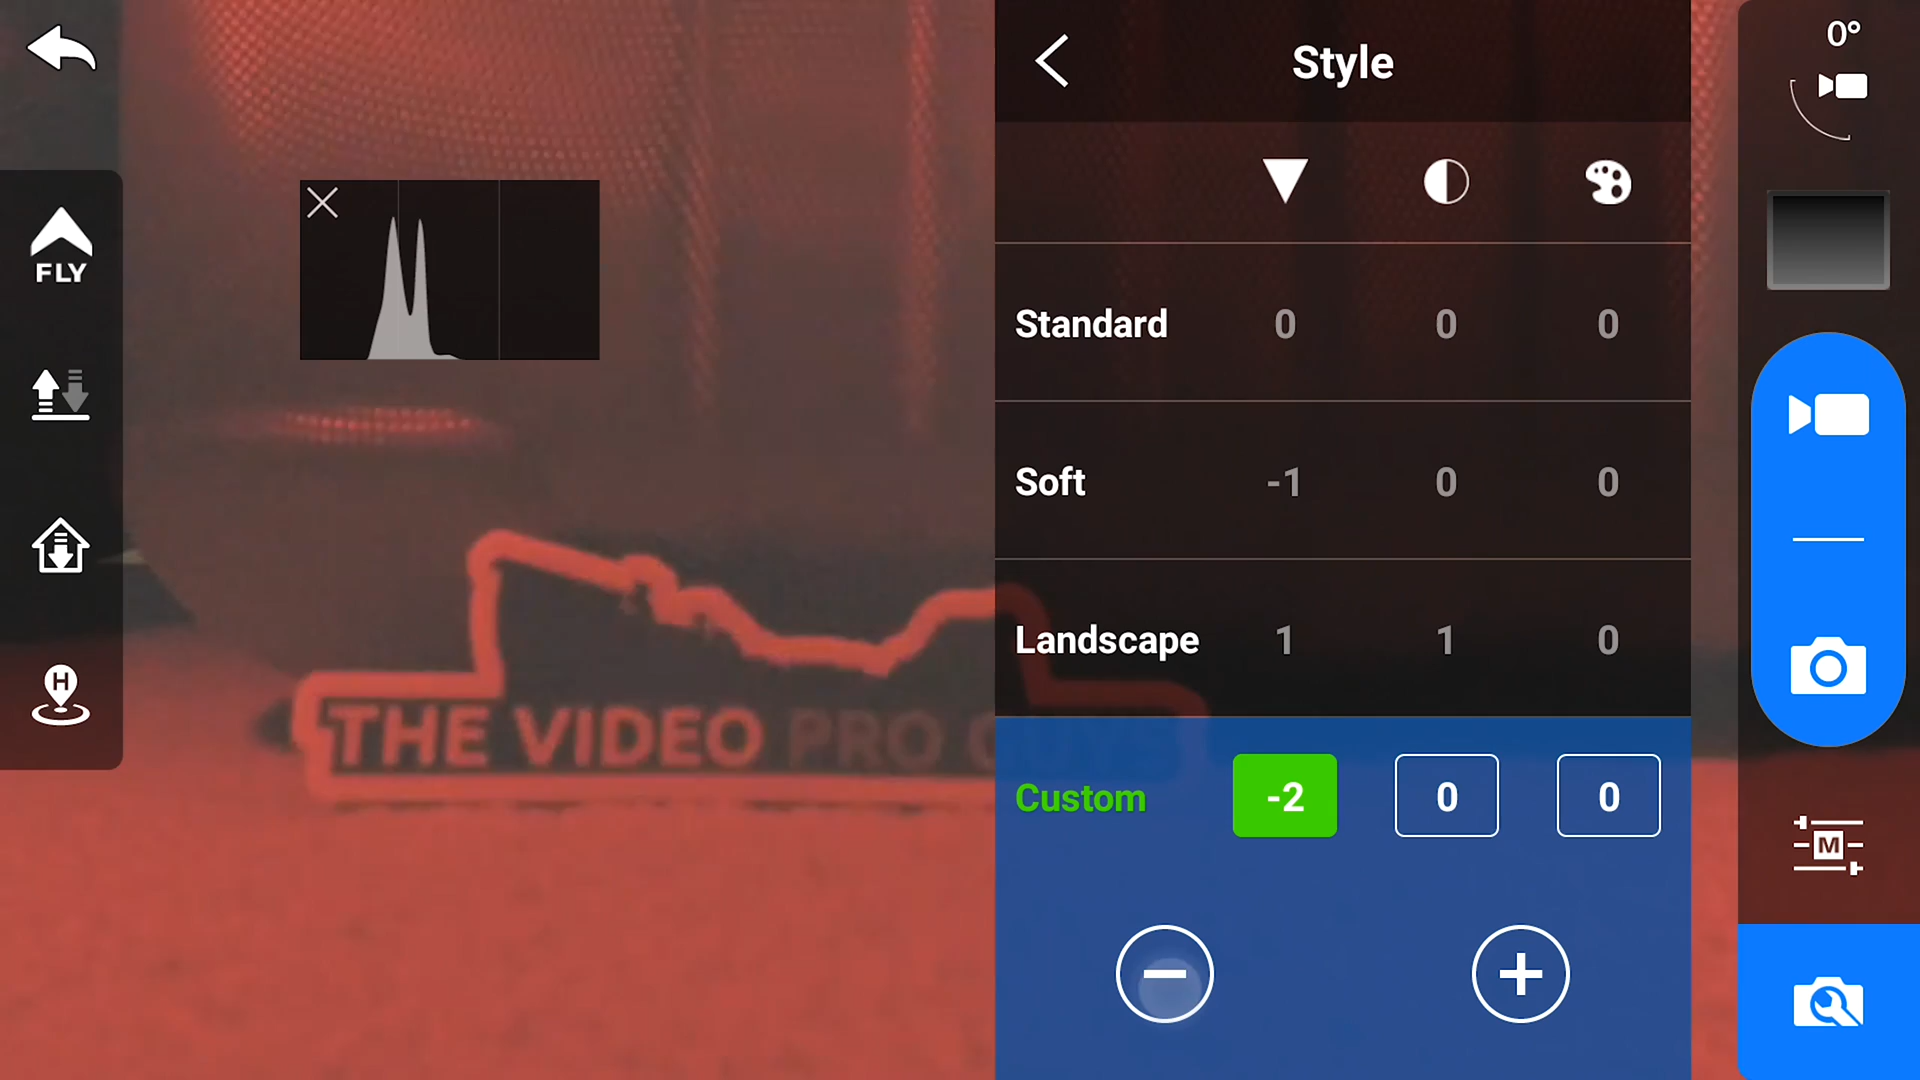 0°
Style
FLY
Standard 0 0 0
Soft -1 0 0
Landscape 1 1 0
H
THE VIDEO PRO GUYS
Custom -2 0 0
M